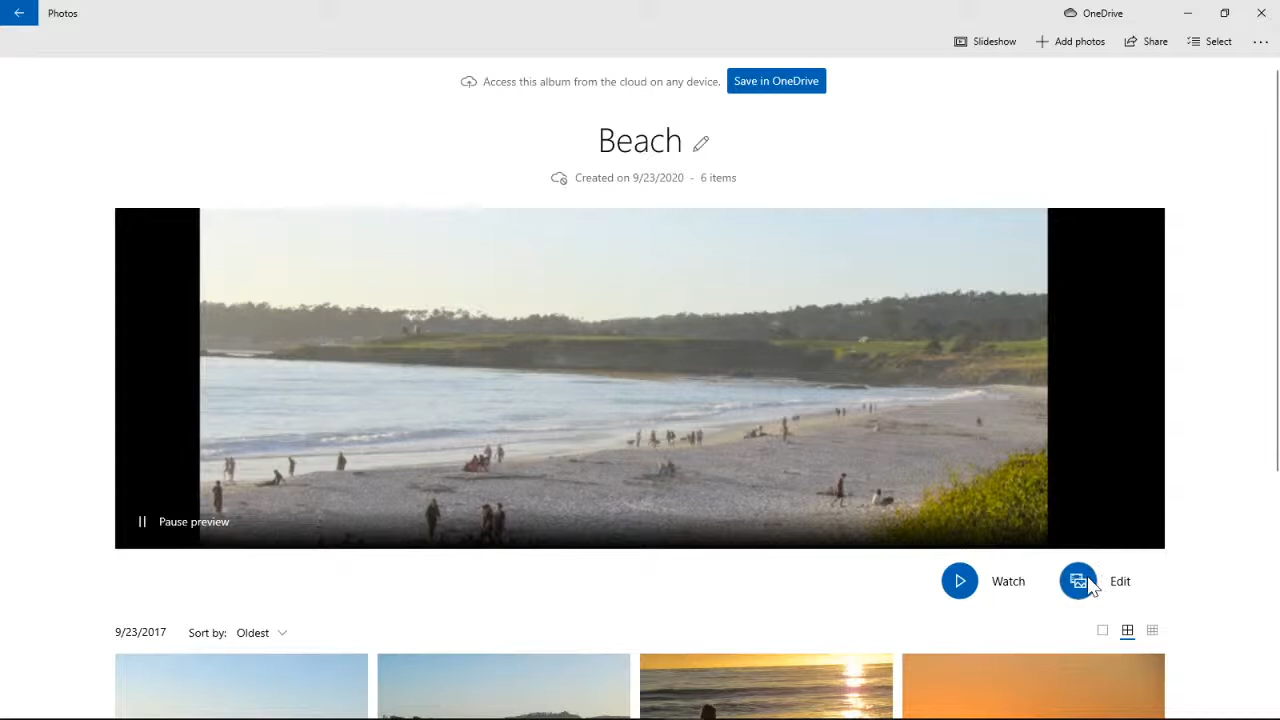 Photos
OneDrive
Slideshow
Add photos
Share
Select
Access this album from the cloud on any device.
Save in OneDrive
Beach
Created on 9/23/2020 - 6 items
Pause preview
Watch
Edit
9/23/2017
Sort by: Oldest